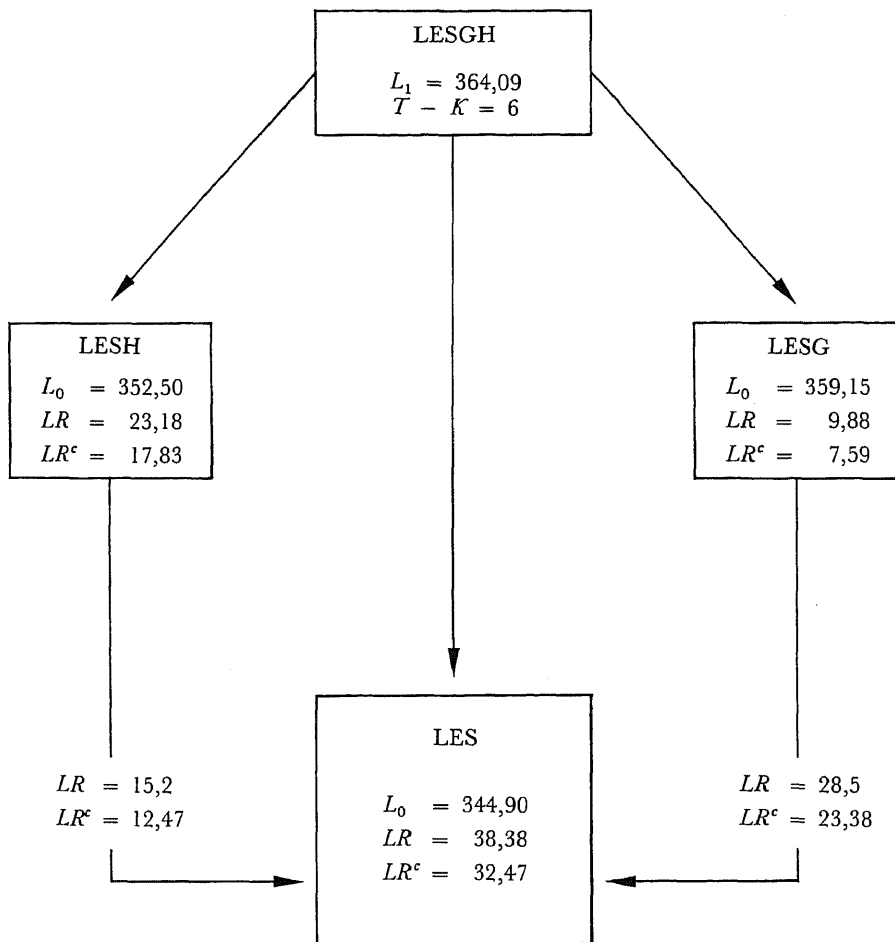 LESGH
L₁ = 364,09
T − K = 6
LESH
L₀ = 352,50
LR = 23,18
LRᶜ = 17,83
LESG
L₀ = 359,15
LR = 9,88
LRᶜ = 7,59
LR = 15,2
LRᶜ = 12,47
LES
L₀ = 344,90
LR = 38,38
LRᶜ = 32,47
LR = 28,5
LRᶜ = 23,38